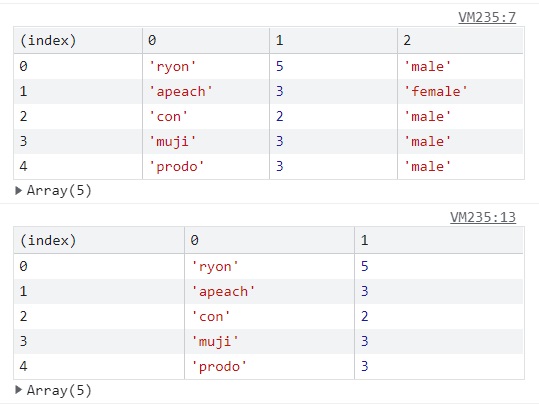 VM235:7
(index) 0 1 2
0 'ryon' 5 'male'
1 'apeach' 3 'female'
2 'con' 2 'male'
3 'muji' 3 'male'
4 'prodo' 3 'male'
▶ Array(5)
VM235:13
(index) 0 1
0 'ryon' 5
1 'apeach' 3
2 'con' 2
3 'muji' 3
4 'prodo' 3
▶ Array(5)